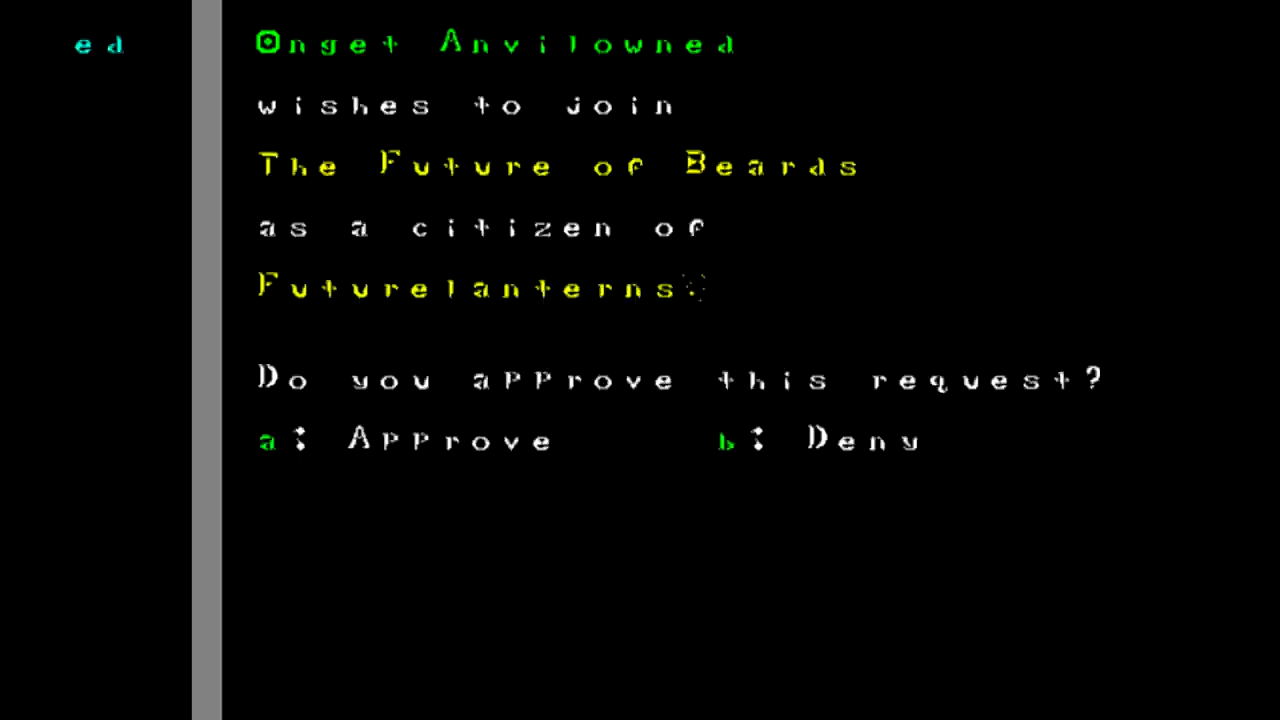 ed
Onget Anvilowned
wishes to join
The Future of Beards
as a citizen of
Futurelanterns.
Do you approve this request?
a: Approve b: Deny